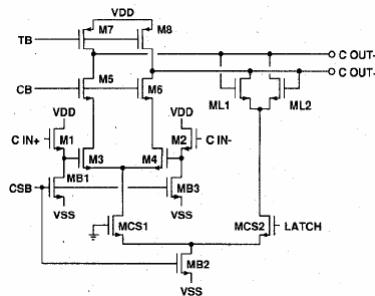 VDD
TB M7 M8
C OUT-
C OUT-
CB M5 M6
VDD VDD ML1 ML2
C IN+ M1 M2 C IN-
M3 M4
MB1
CSB MB3
VSS VSS
MCS1 MCS2 LATCH
MB2
VSS